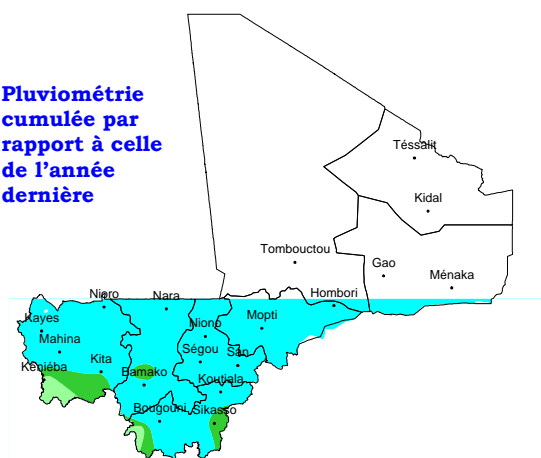 Pluviométrie
cumulée par
rapport à celle
de l’année
dernière
Téssalit
Kidal
Tombouctou
Gao
Ménaka
Hombori
Nioro
Nara
Kayes
Niono
Mopti
Mahina
Ségou
San
Kéniéba
Kita
Bamako
Koutiala
Bougouni
Sikasso